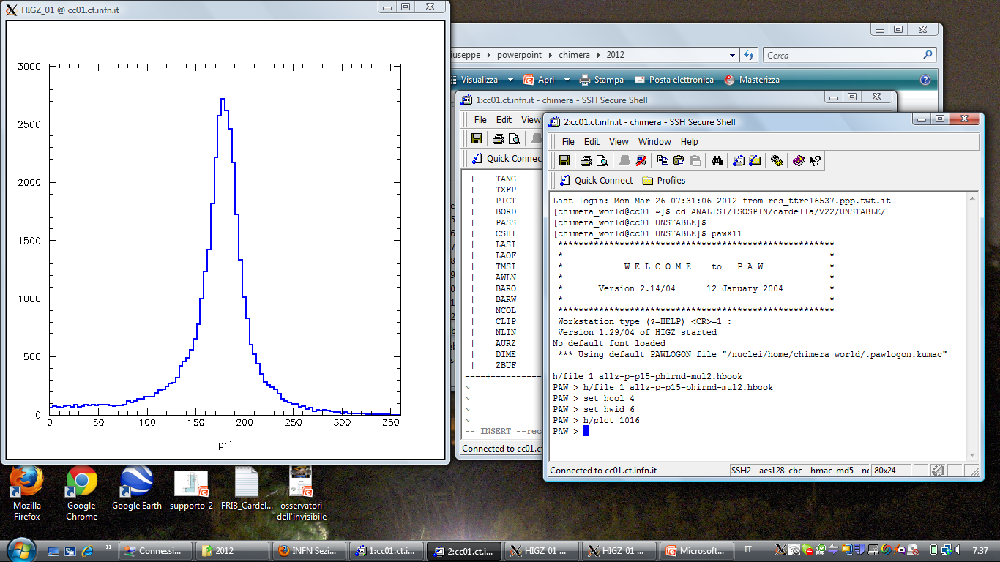 HIGZ_01 @ cc01.ct.infn.it
3000
2500
2000
1500
1000
500
0
0 50 100 150 200 250 300 350
phi
iuseppe powerpoint chimera 2012
Cerca
Visualizza Apri Stampa Posta elettronica Masterizza
1:cc01.ct.infn.it - chimera - SSH Secure Shell
File Edit View
Quick Connect
| TANG
| TXFP
| PICT
| BORD
| PASS
| CSHI
| LASI
| LAOF
| TMSI
| AWLN
| BARO
| BARW
| NCOL
| CLIP
| NLIN
| AURZ
| DIME
| ZBUF
----+-----------
~
~
~
~
-- INSERT --rec
Connected to cc01.ct
2:cc01.ct.infn.it - chimera - SSH Secure Shell
File Edit View Window Help
Quick Connect Profiles
Last login: Mon Mar 26 07:31:06 2012 from res_ttre16537.ppp.twt.it
[chimera_world@cc01 ~]$ cd ANALISI/ISOSPIN/cardella/V22/UNSTABLE/
[chimera_world@cc01 UNSTABLE]$
[chimera_world@cc01 UNSTABLE]$ pawX11
******************************************************
* *
* W E L C O M E to P A W *
* *
* Version 2.14/04 12 January 2004 *
* *
******************************************************
Workstation type (?=HELP) <CR>=1 :
Version 1.29/04 of HIGZ started
No default font loaded
*** Using default PAWLOGON file "/nuclei/home/chimera_world/.pawlogon.kumac"
h/file 1 allz-p-p15-phirnd-mul2.hbook
PAW > h/file 1 allz-p-p15-phirnd-mul2.hbook
PAW > set hcol 4
PAW > set hwid 6
PAW > h/plot 1016
PAW >
Connected to cc01.ct.infn.it
SSH2 - aes128-cbc - hmac-md5 - nc 80x24
Mozilla Firefox
Google Chrome
Google Earth
supporto-2
FRIB_Cardel...
osservatori dell'invisibile
Connessi... 2012 INFN Sezi... 1:cc01.ct.i... 2:cc01.ct.i... HIGZ_01 ... HIGZ_01 ... Microsoft... IT 7.37